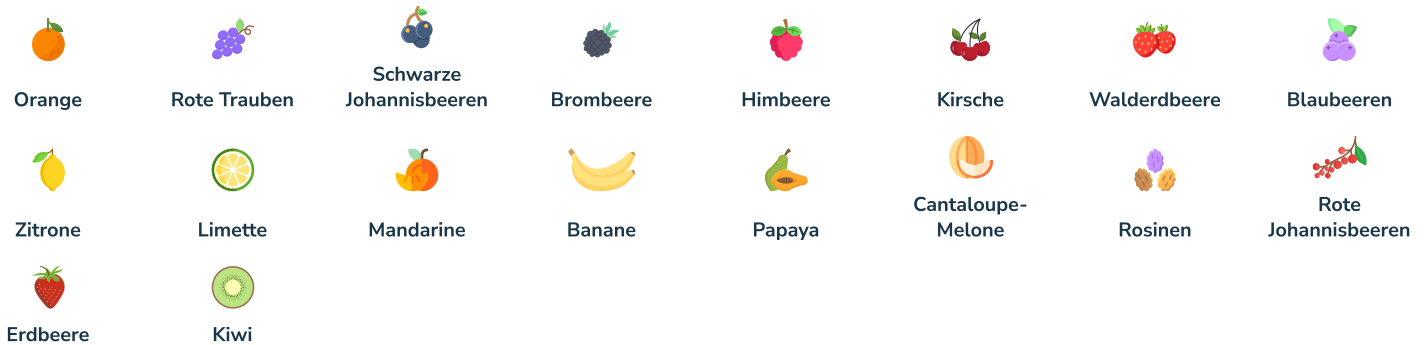 Orange
Rote Trauben
Schwarze
Johannisbeeren
Brombeere
Himbeere
Kirsche
Walderdbeere
Blaubeeren
Zitrone
Limette
Mandarine
Banane
Papaya
Cantaloupe-
Melone
Rosinen
Rote
Johannisbeeren
Erdbeere
Kiwi